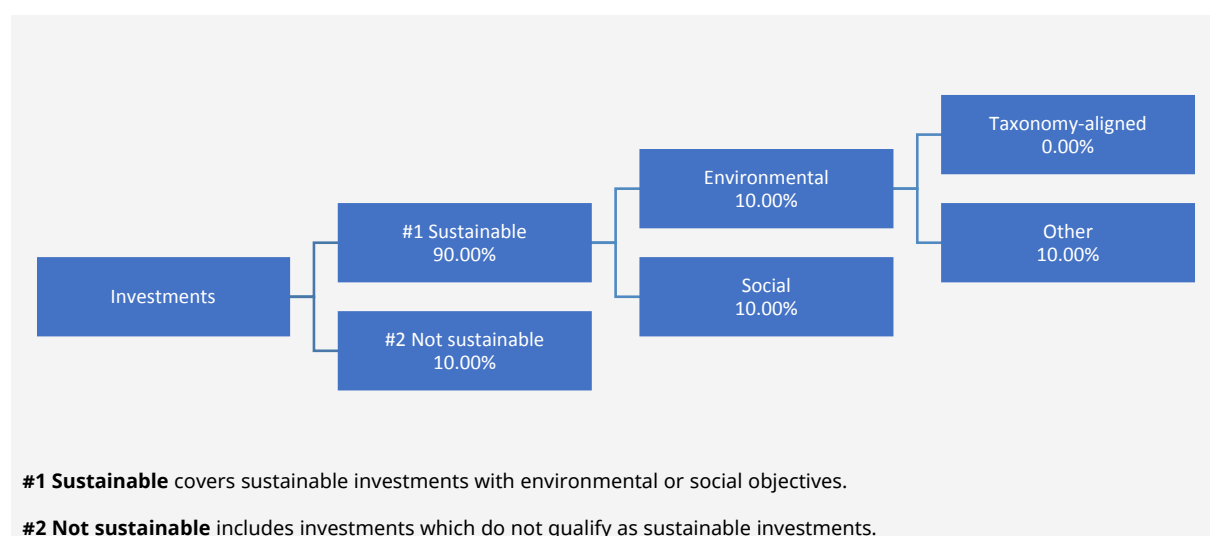 Investments
#1 Sustainable
90.00%
#2 Not sustainable
10.00%
Environmental
10.00%
Social
10.00%
Taxonomy-aligned
0.00%
Other
10.00%
#1 Sustainable covers sustainable investments with environmental or social objectives.
#2 Not sustainable includes investments which do not qualify as sustainable investments.